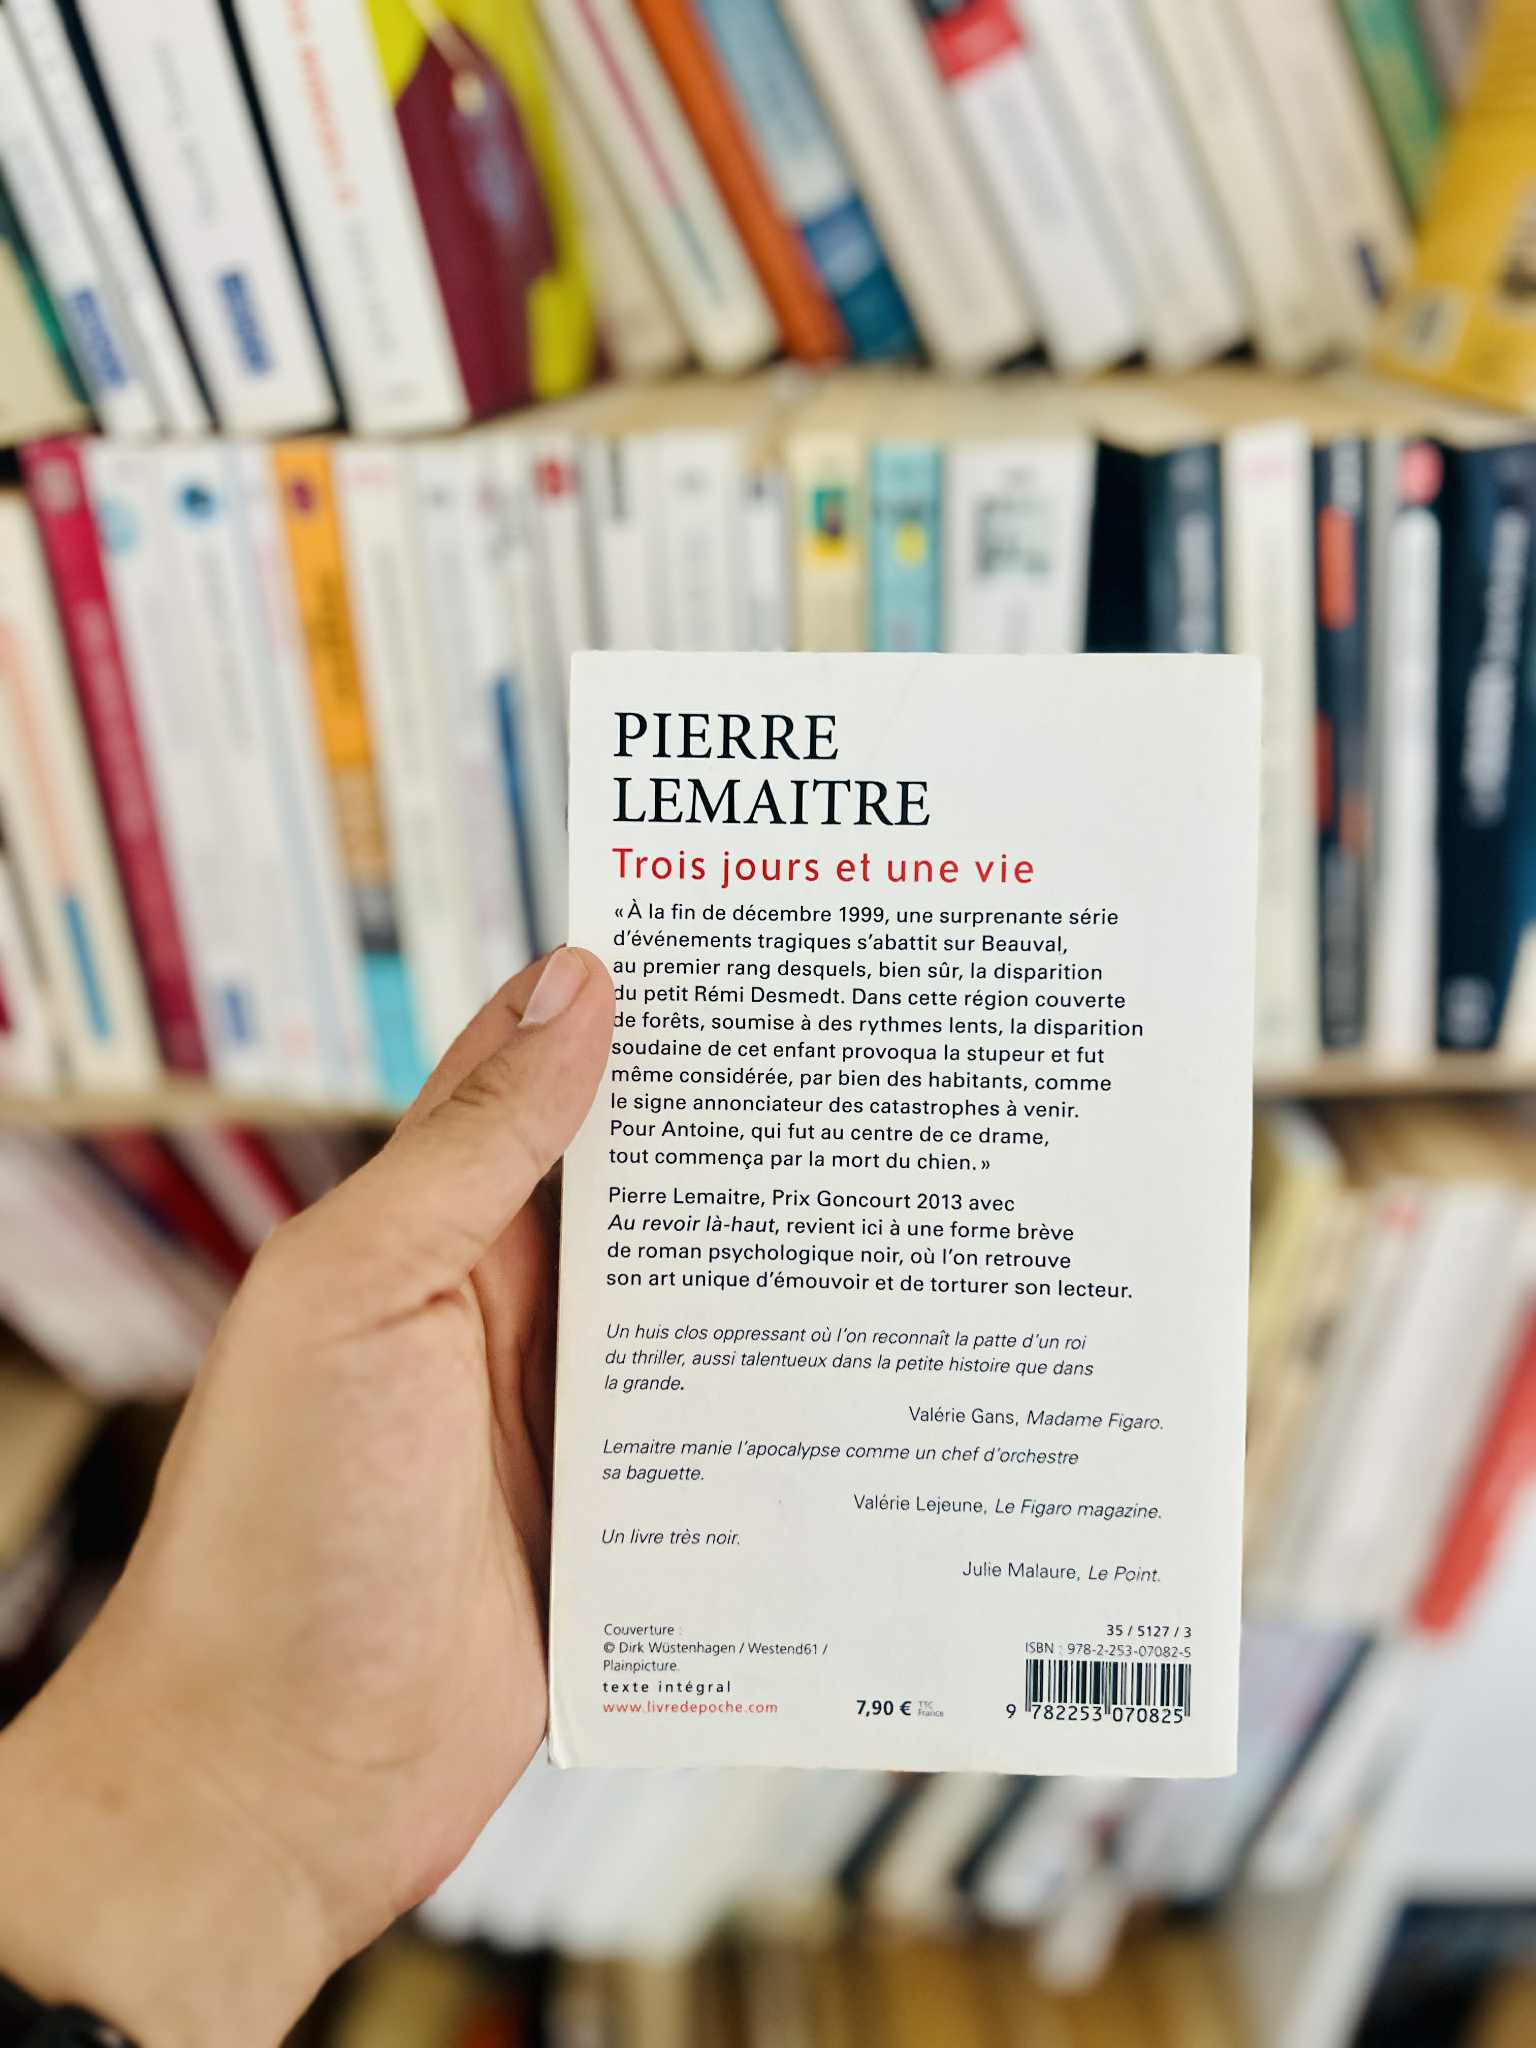 PIERRE
LEMAITRE
Trois jours et une vie
« À la fin de décembre 1999, une surprenante série
d’événements tragiques s’abattit sur Beauval,
au premier rang desquels, bien sûr, la disparition
du petit Rémi Desmedt. Dans cette région couverte
de forêts, soumise à des rythmes lents, la disparition
soudaine de cet enfant provoqua la stupeur et fut
même considérée, par bien des habitants, comme
le signe annonciateur des catastrophes à venir.
Pour Antoine, qui fut au centre de ce drame,
tout commença par la mort du chien. »
Pierre Lemaitre, Prix Goncourt 2013 avec
Au revoir là-haut, revient ici à une forme brève
de roman psychologique noir, où l’on retrouve
son art unique d’émouvoir et de torturer son lecteur.
Un huis clos oppressant où l’on reconnaît la patte d’un roi
du thriller, aussi talentueux dans la petite histoire que dans
la grande.
Valérie Gans, Madame Figaro.
Lemaitre manie l’apocalypse comme un chef d’orchestre
sa baguette.
Valérie Lejeune, Le Figaro magazine.
Un livre très noir.
Julie Malaure, Le Point.
Couverture :
© Dirk Wüstenhagen / Westend61 /
Plainpicture.
texte intégral
www.livredepoche.com
7,90 € TTC
France
35 / 5127 / 3
ISBN : 978-2-253-07082-5
9 782253 070825